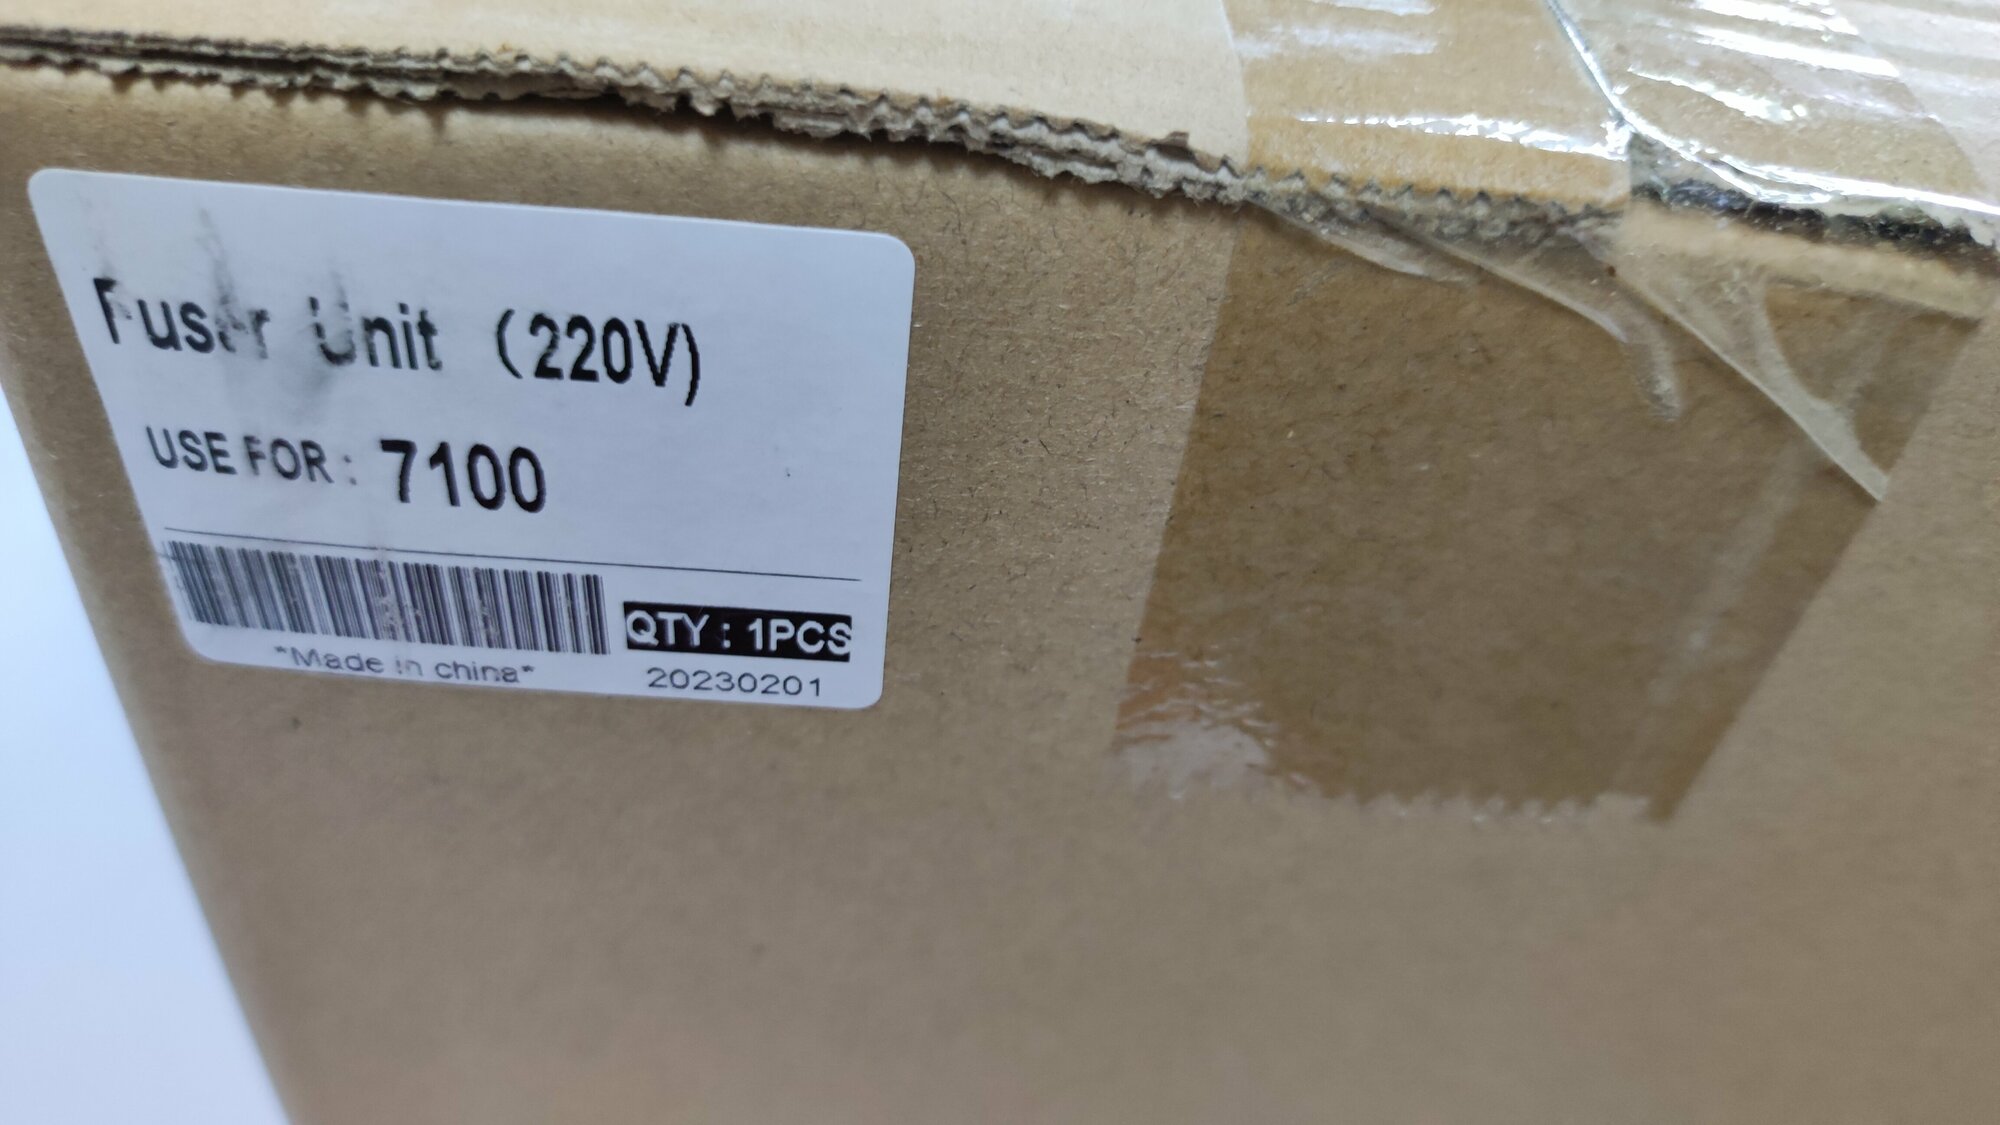 Fuser Unit (220V)
USE FOR: 7100
QTY: 1PCS
*Made in china*
20230201